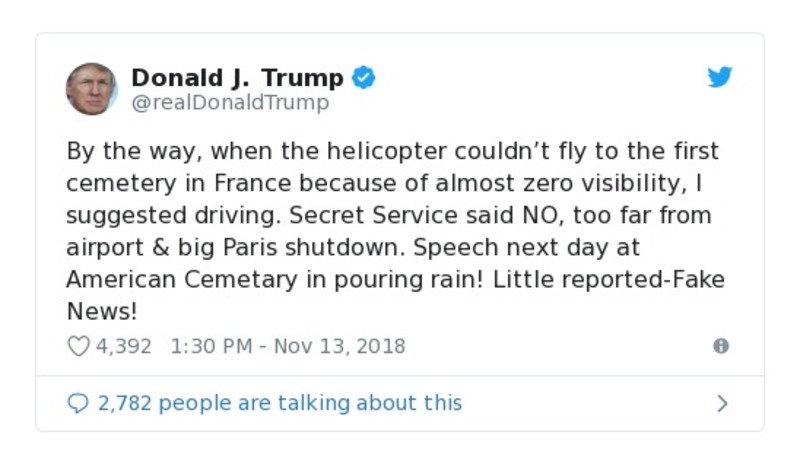 Donald J. Trump
@realDonaldTrump
By the way, when the helicopter couldn’t fly to the first
cemetery in France because of almost zero visibility, I
suggested driving. Secret Service said NO, too far from
airport & big Paris shutdown. Speech next day at
American Cemetary in pouring rain! Little reported-Fake
News!
4,392 1:30 PM - Nov 13, 2018
2,782 people are talking about this